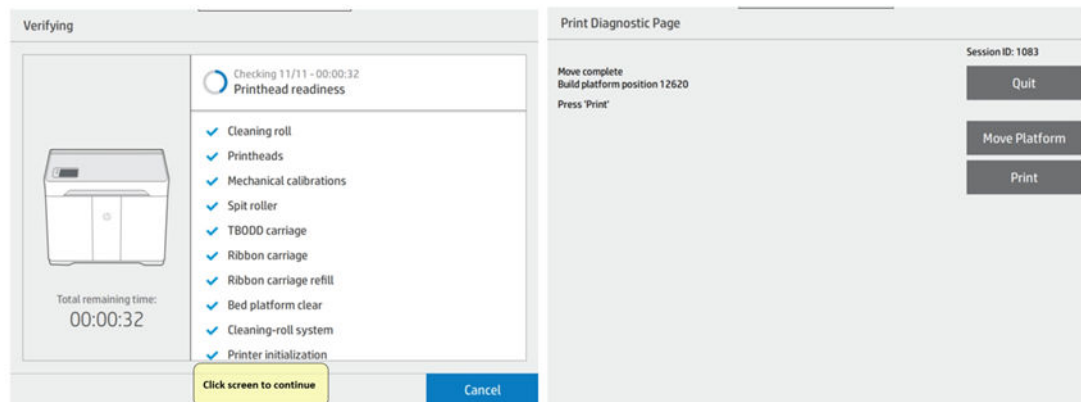 Verifying
Checking 11/11 - 00:00:32
Printhead readiness
Cleaning roll
Printheads
Mechanical calibrations
Spit roller
TBODD carriage
Ribbon carriage
Ribbon carriage refill
Bed platform clear
Cleaning-roll system
Printer initialization
Total remaining time:
00:00:32
Click screen to continue
Cancel
Print Diagnostic Page
Session ID: 1083
Move complete
Build platform position 12620
Press 'Print'
Quit
Move Platform
Print